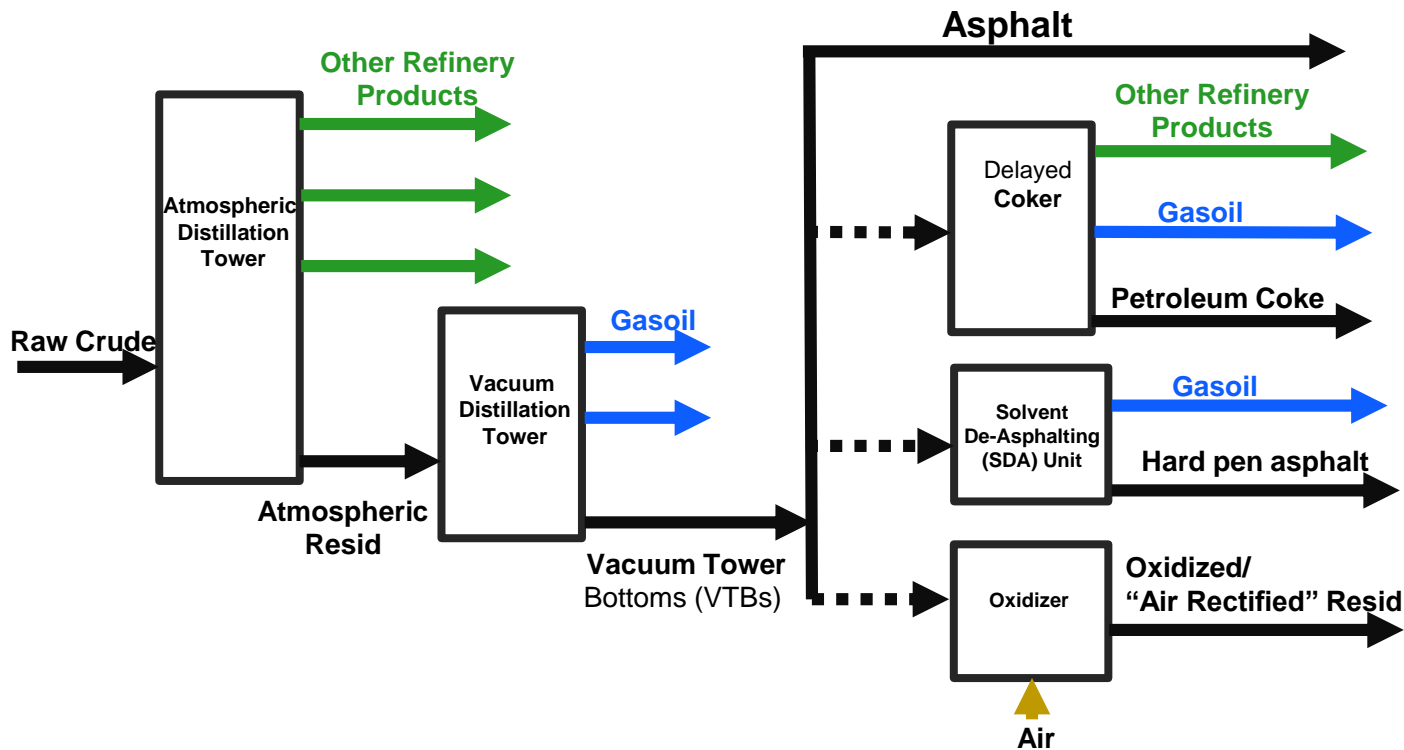 Asphalt
Other Refinery
Products
Other Refinery
Products
Delayed
Coker
Atmospheric
Distillation
Tower
Gasoil
Petroleum Coke
Gasoil
Raw Crude
Vacuum
Distillation
Tower
Gasoil
Solvent
De-Asphalting
(SDA) Unit
Hard pen asphalt
Atmospheric
Resid
Vacuum Tower
Bottoms (VTBs)
Oxidizer
Oxidized/
“Air Rectified” Resid
Air